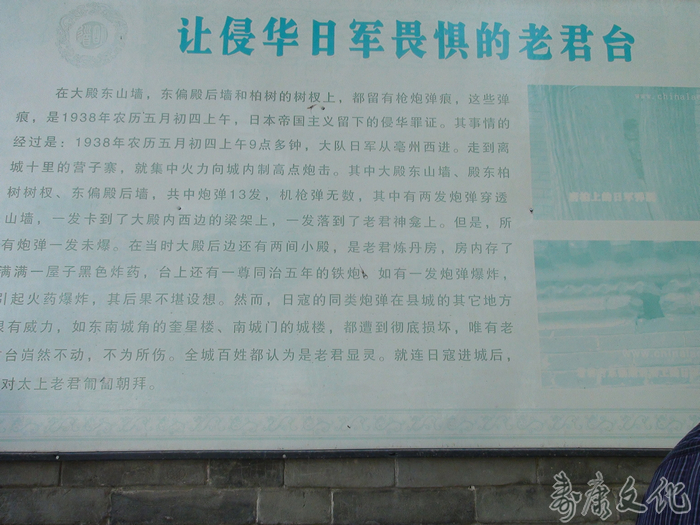 让侵华日军畏惧的老君台
在大殿东山墙，东偏殿后墙和柏树的树杈上，都留有枪炮弹痕，这些弹
痕，是1938年农历五月初四上午，日本帝国主义留下的侵华罪证。其事情的
经过是：1938年农历五月初四上午9点多钟，大队日军从亳州西进。走到离
城十里的营子寨，就集中火力向城内制高点炮击。其中大殿东山墙、殿东柏
树树杈、东偏殿后墙，共中炮弹13发，机枪弹无数，其中有两发炮弹穿透
山墙，一发卡到了大殿内西边的梁架上，一发落到了老君神龛上。但是，所
有炮弹一发未爆。在当时大殿后边还有两间小殿，是老君炼丹房，房内存了
满满一屋子黑色炸药，台上还有一尊同治五年的铁炮，如有一发炮弹爆炸，
引起火药爆炸，其后果不堪设想。然而，日寇的同类炮弹在县城的其它地方
很有威力，如东南城角的奎星楼、南城门的城楼，都遭到彻底损坏，唯有老
台岿然不动，不为所伤。全城百姓都认为是老君显灵。就连日寇进城后，
对太上老君匍匐朝拜。
寿康文化